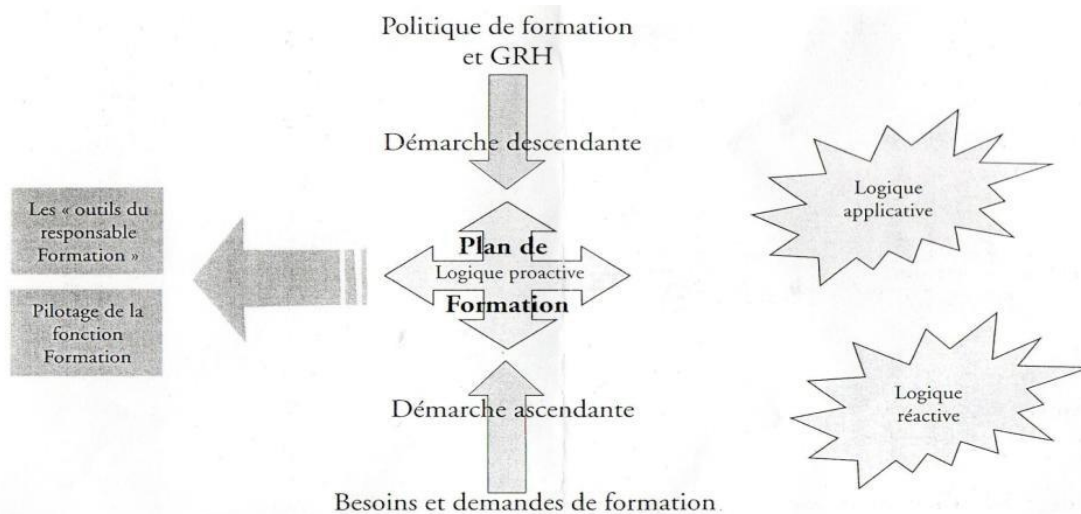 Politique de formation
et GRH
Démarche descendante
Les « outils du
responsable
Formation »
Pilotage de la
fonction
Formation
Plan de
Logique proactive
Formation
Logique
applicative
Démarche ascendante
Logique
réactive
Besoins et demandes de formation